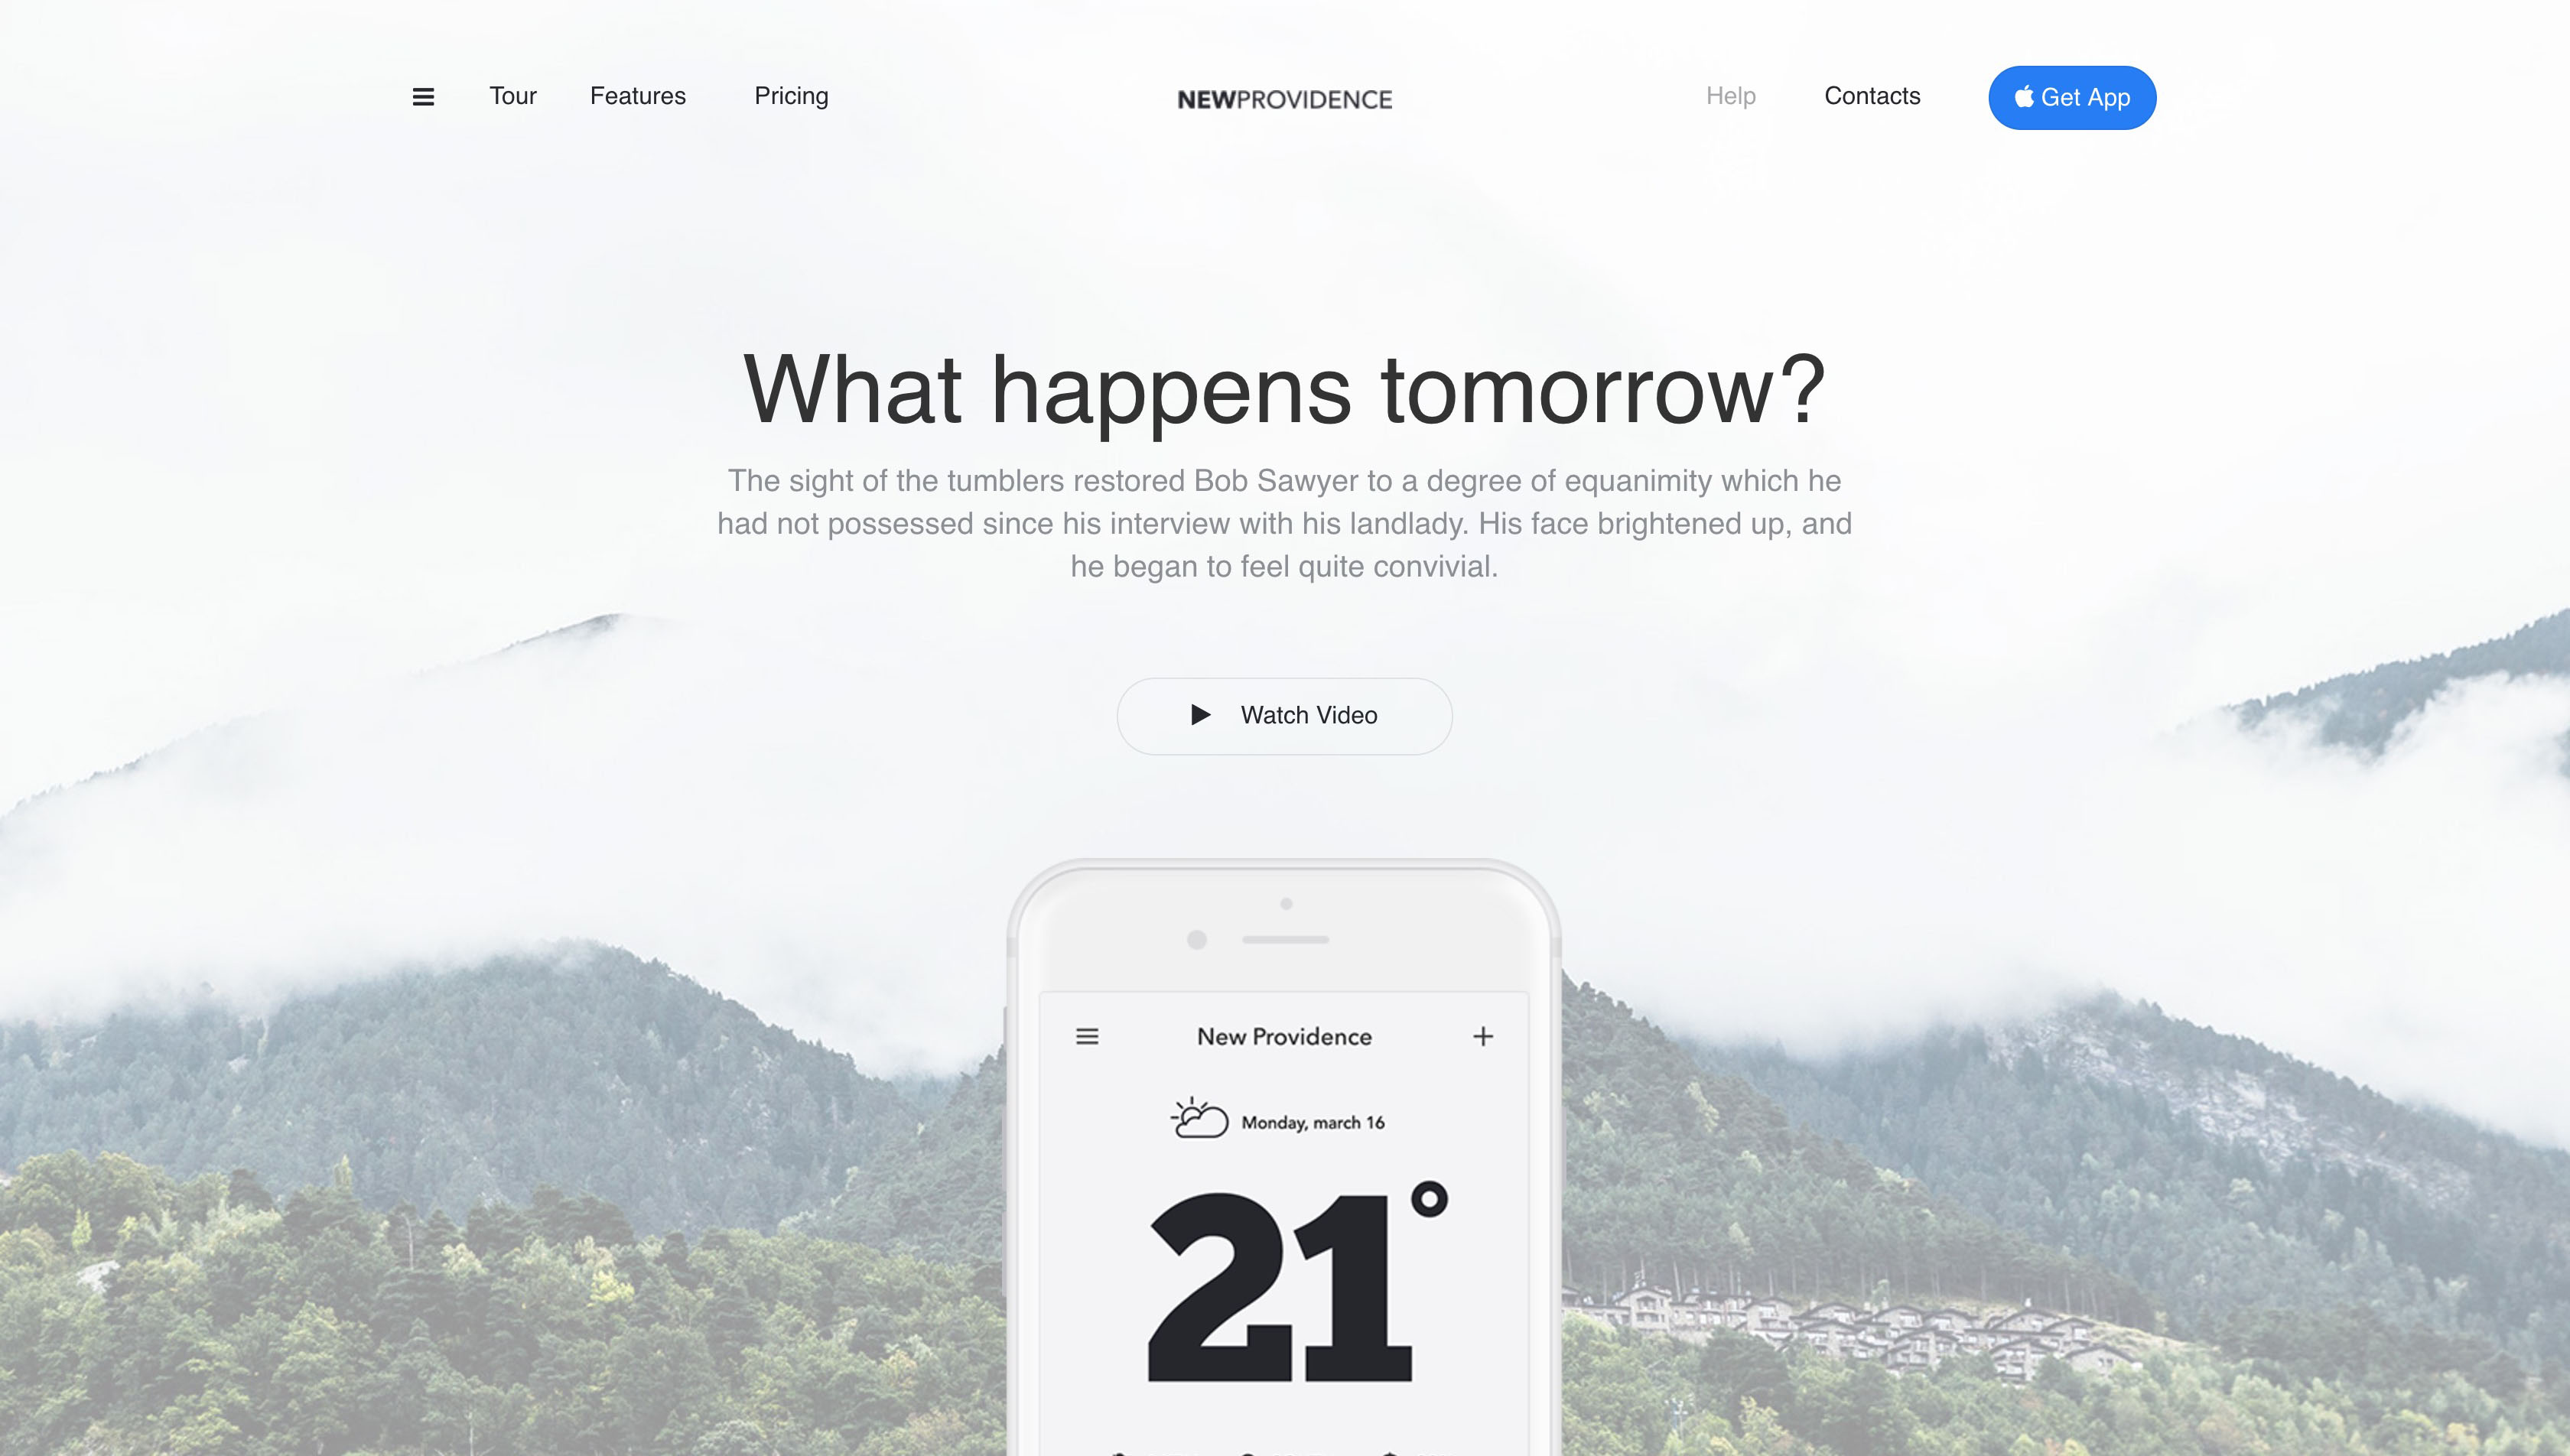 Tour Features Pricing NEWPROVIDENCE Help Contacts Get App
What happens tomorrow?
The sight of the tumblers restored Bob Sawyer to a degree of equanimity which he
had not possessed since his interview with his landlady. His face brightened up, and
he began to feel quite convivial.
Watch Video
New Providence
Monday, march 16
21°